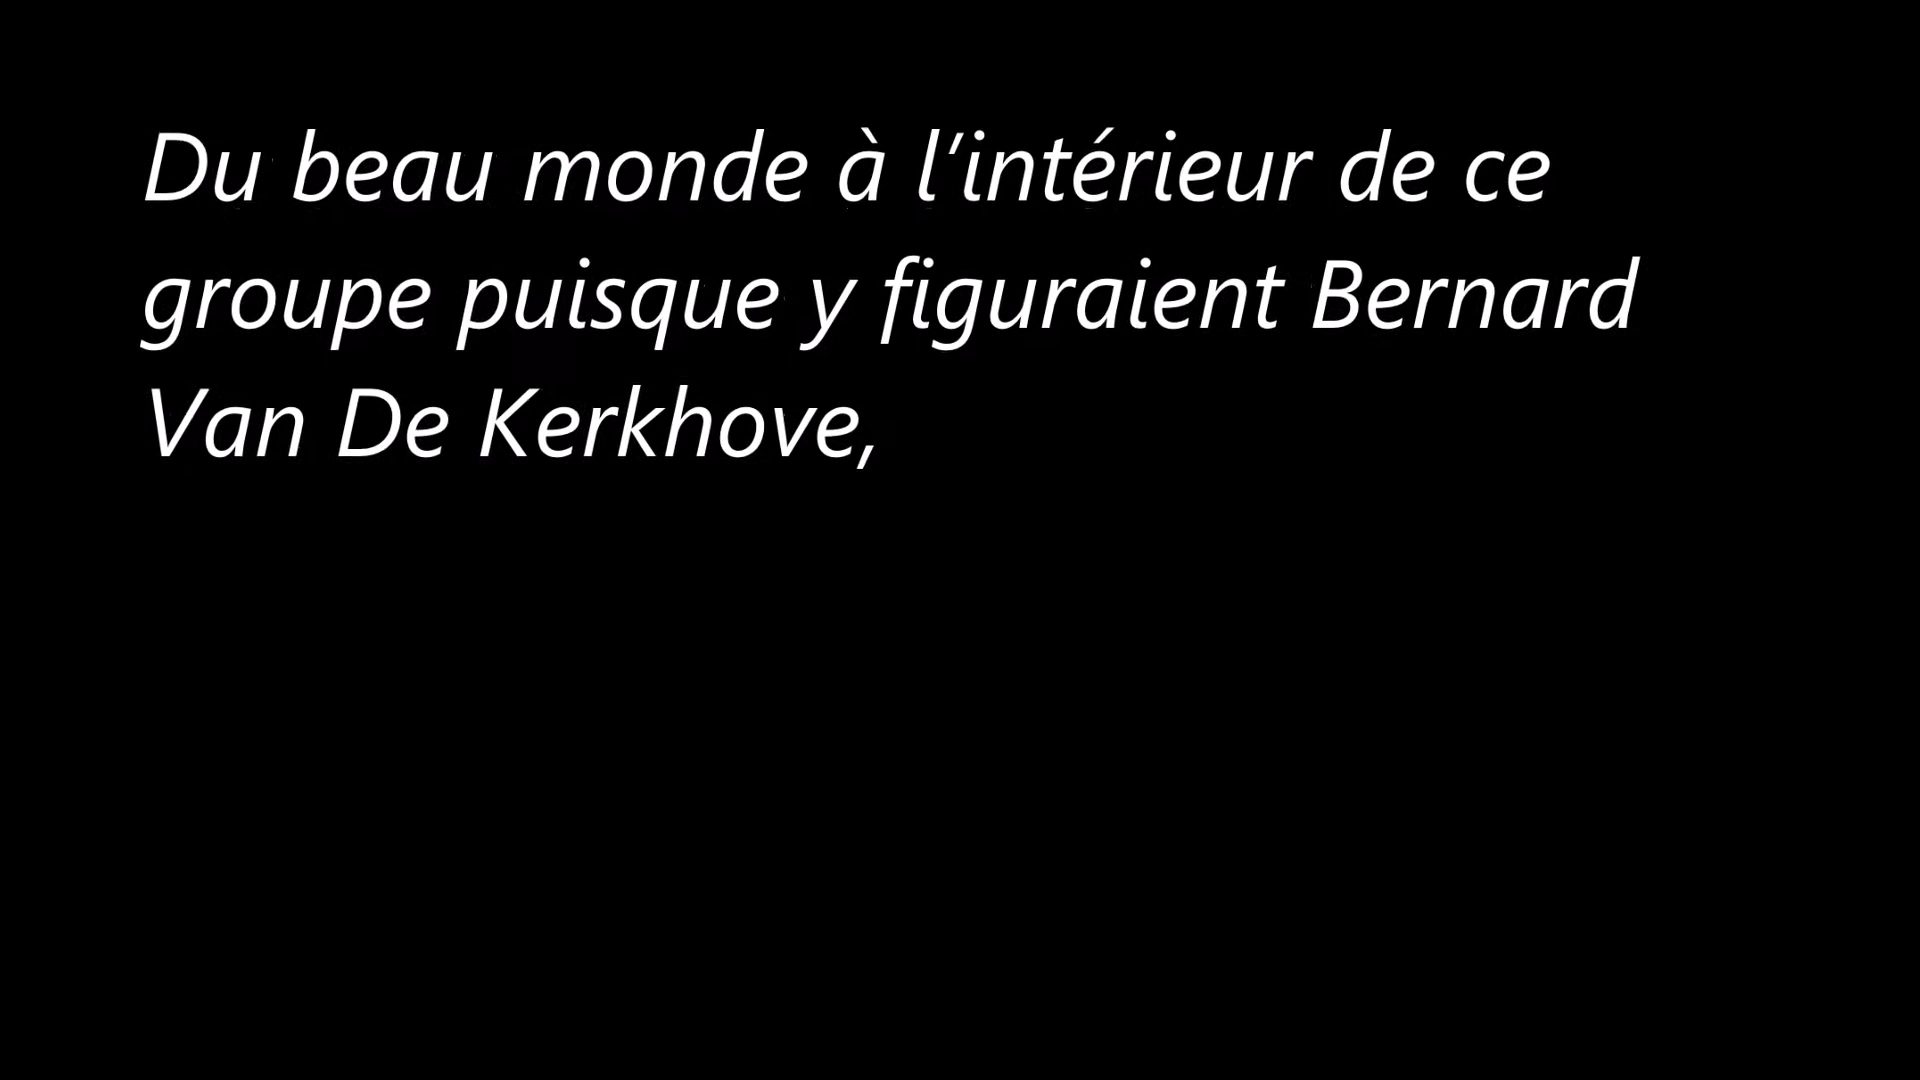 Du beau monde à l’intérieur de ce
groupe puisque y figuraient Bernard
Van De Kerkhove,